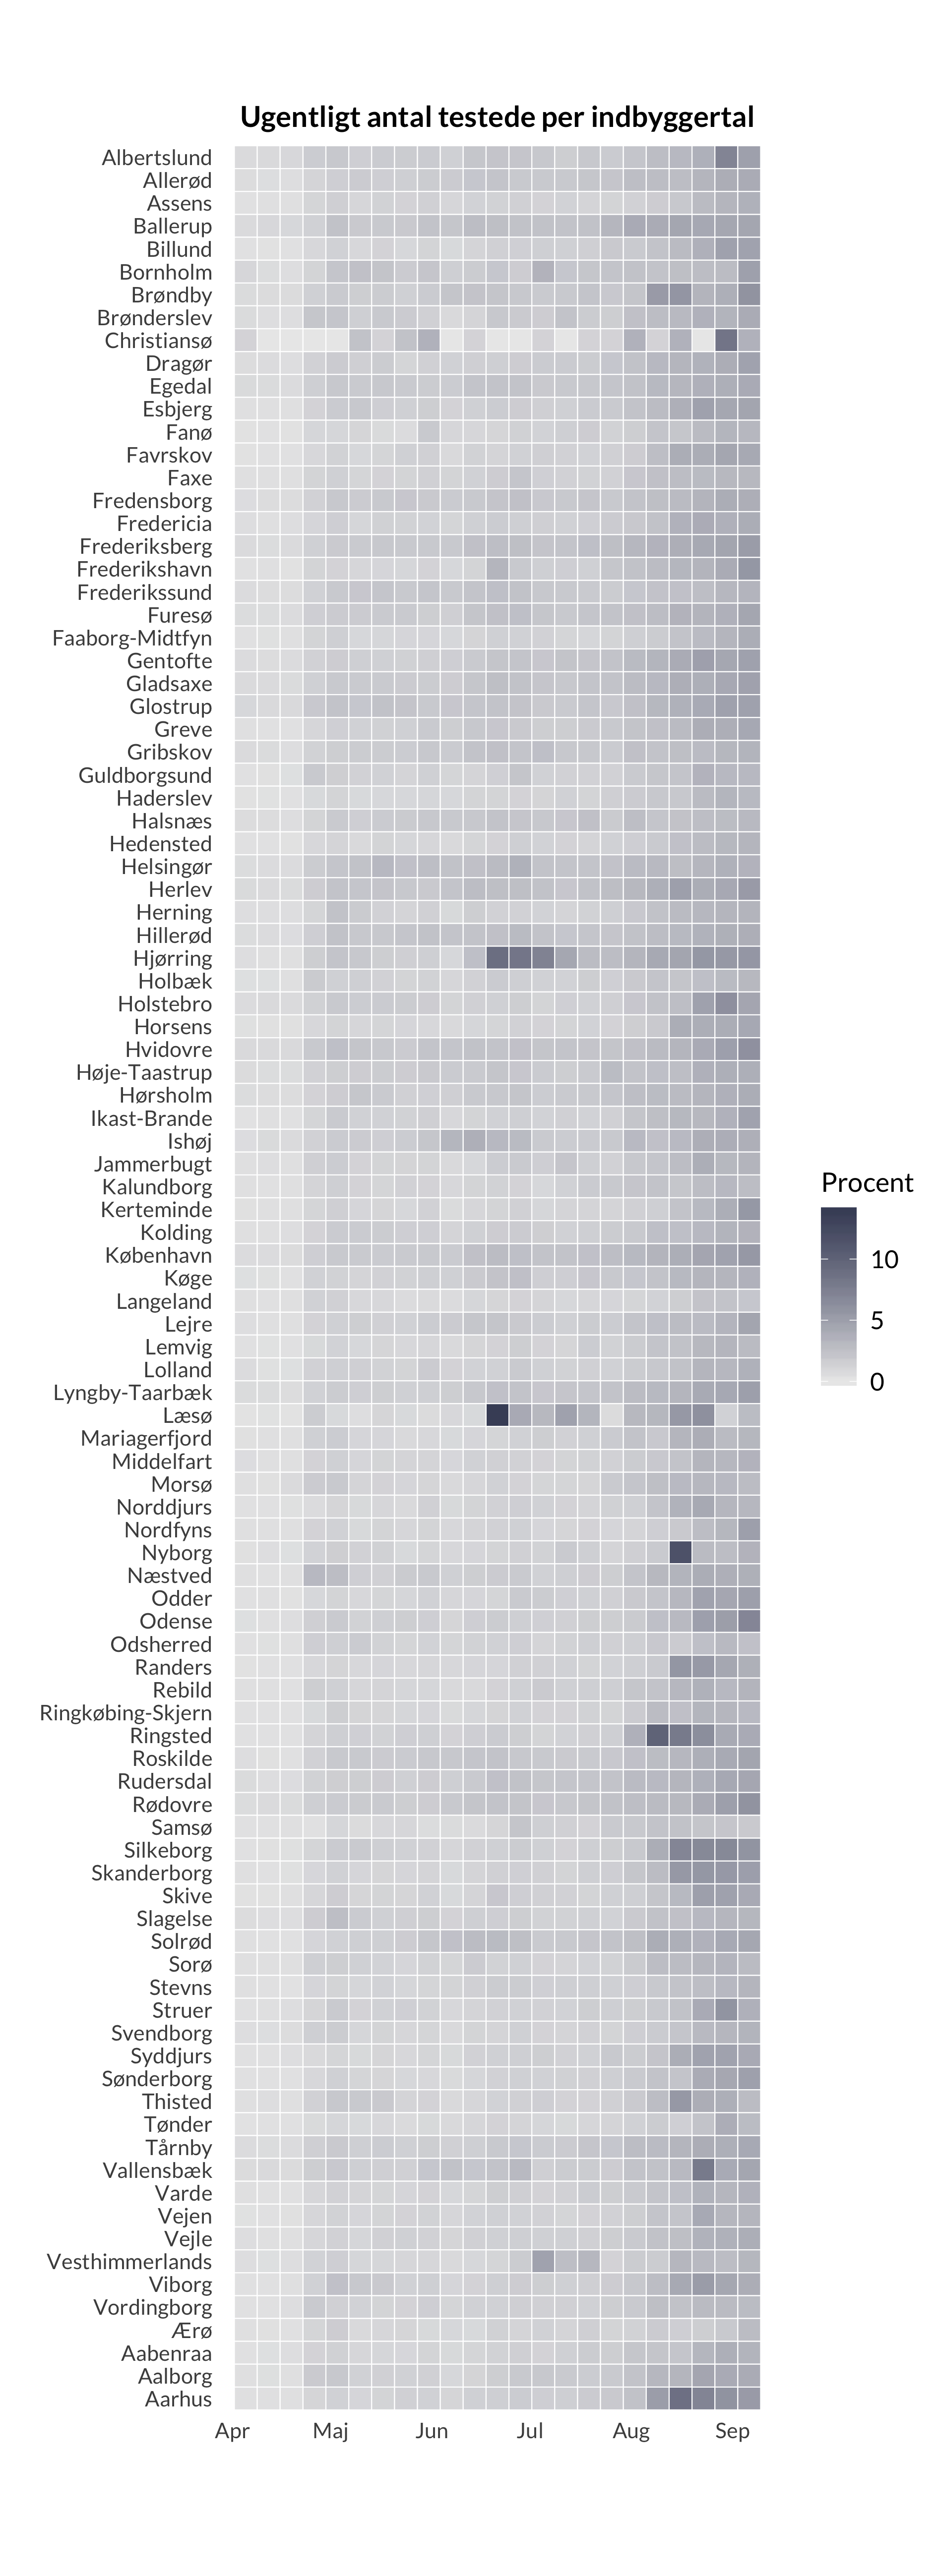 Ugentligt antal testede per indbyggertal
Albertslund
Allerød
Assens
Ballerup
Billund
Bornholm
Brøndby
Brønderslev
Christiansø
Dragør
Egedal
Esbjerg
Fanø
Favrskov
Faxe
Fredensborg
Fredericia
Frederiksberg
Frederikshavn
Frederikssund
Furesø
Faaborg-Midtfyn
Gentofte
Gladsaxe
Glostrup
Greve
Gribskov
Guldborgsund
Haderslev
Halsnæs
Hedensted
Helsingør
Herlev
Herning
Hillerød
Hjørring
Holbæk
Holstebro
Horsens
Hvidovre
Høje-Taastrup
Hørsholm
Ikast-Brande
Ishøj
Jammerbugt
Kalundborg
Kerteminde
Kolding
København
Køge
Langeland
Lejre
Lemvig
Lolland
Lyngby-Taarbæk
Læsø
Mariagerfjord
Middelfart
Morsø
Norddjurs
Nordfyns
Nyborg
Næstved
Odder
Odense
Odsherred
Randers
Rebild
Ringkøbing-Skjern
Ringsted
Roskilde
Rudersdal
Rødovre
Samsø
Silkeborg
Skanderborg
Skive
Slagelse
Solrød
Sorø
Stevns
Struer
Svendborg
Syddjurs
Sønderborg
Thisted
Tønder
Tårnby
Vallensbæk
Varde
Vejen
Vejle
Vesthimmerlands
Viborg
Vordingborg
Ærø
Aabenraa
Aalborg
Aarhus
Apr Maj Jun Jul Aug Sep
Procent
10
5
0